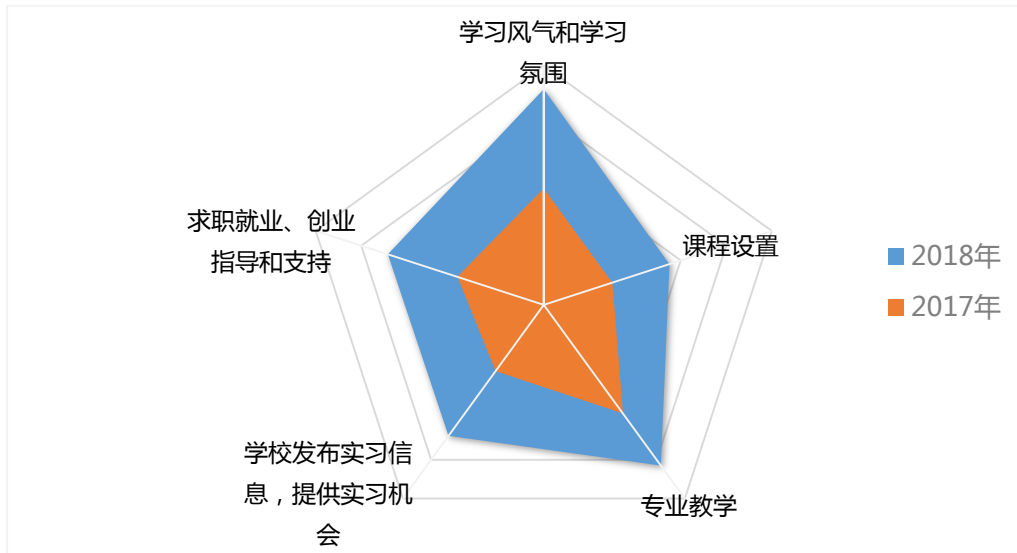 学习风气和学习
氛围
求职就业、创业
指导和支持
课程设置
2018年
2017年
学校发布实习信
息，提供实习机
会
专业教学